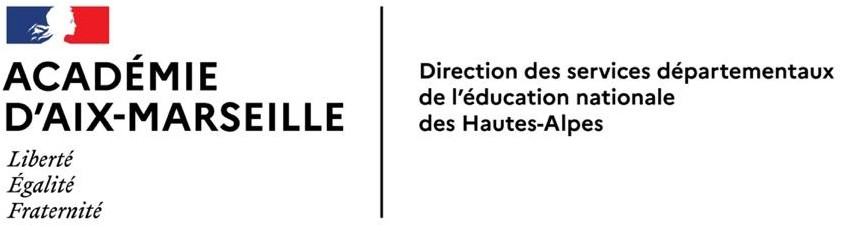 ACADÉMIE
D'AIX-MARSEILLE
Liberté
Égalité
Fraternité
Direction des services départementaux
de l'éducation nationale
des Hautes-Alpes